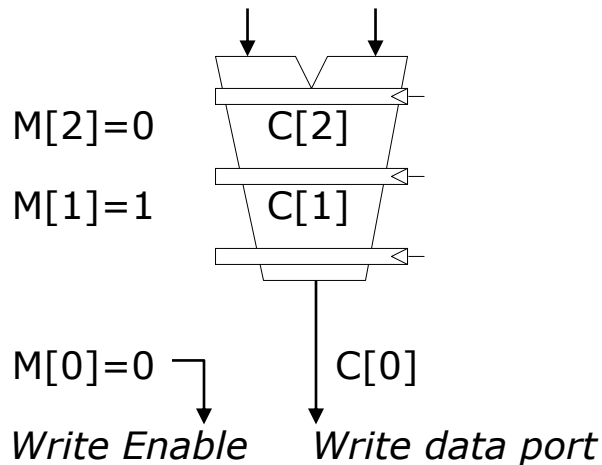 M[2]=0 C[2]
M[1]=1 C[1]
M[0]=0 C[0]
Write Enable Write data port